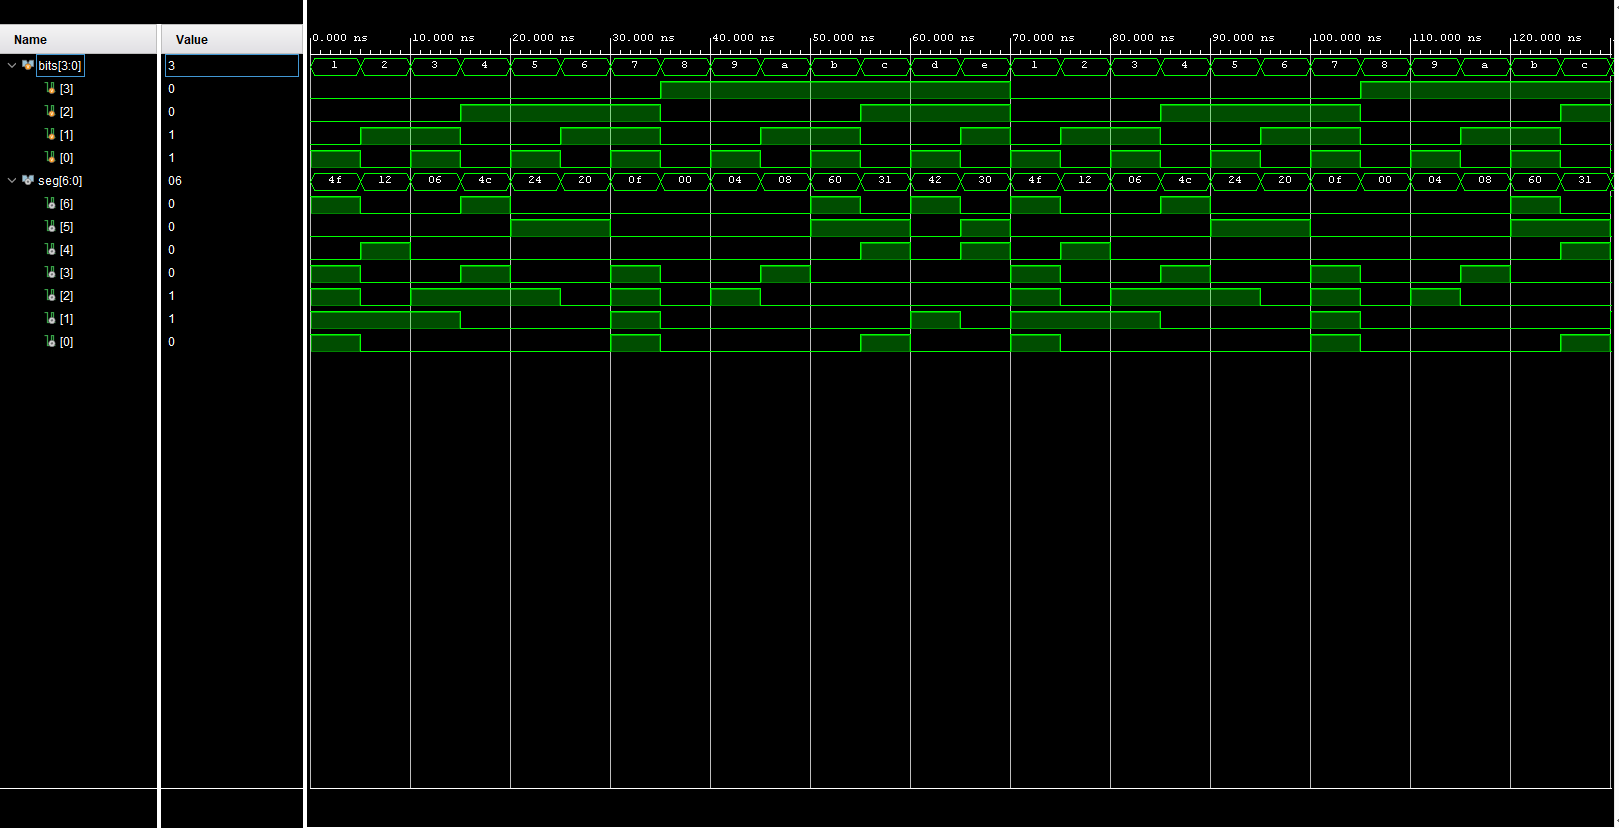 Name Value
0.000 ns 10.000 ns 20.000 ns 30.000 ns 40.000 ns 50.000 ns 60.000 ns 70.000 ns 80.000 ns 90.000 ns 100.000 ns 110.000 ns 120.000 ns
bits[3:0] 3 1 2 3 4 5 6 7 8 9 a b c d e 1 2 3 4 5 6 7 8 9 a b c
[3] 0
[2] 0
[1] 1
[0] 1
seg[6:0] 06 4f 12 06 4c 24 20 0f 00 04 08 60 31 42 30 4f 12 06 4c 24 20 0f 00 04 08 60 31
[6] 0
[5] 0
[4] 0
[3] 0
[2] 1
[1] 1
[0] 0